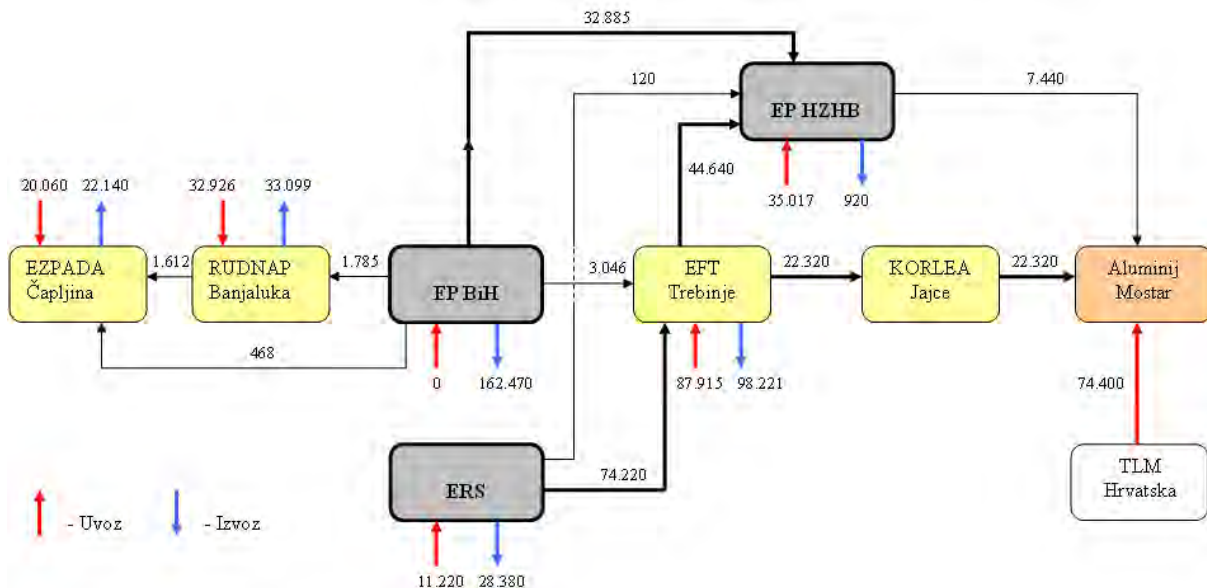 32.885
120
7.440
EP HZHB
44.640
35.017
920
20.060
22.140
32.926
33.099
EZPADA
Čapljina
1.612
RUDNAP
Banjaluka
1.785
EP BiH
3.046
EFT
Trebinje
22.320
KORLEA
Jajce
22.320
Aluminij
Mostar
468
0
162.470
87.915
98.221
74.400
ERS
74.220
TLM
Hrvatska
- Uvoz
- Izvoz
11.220
28.380